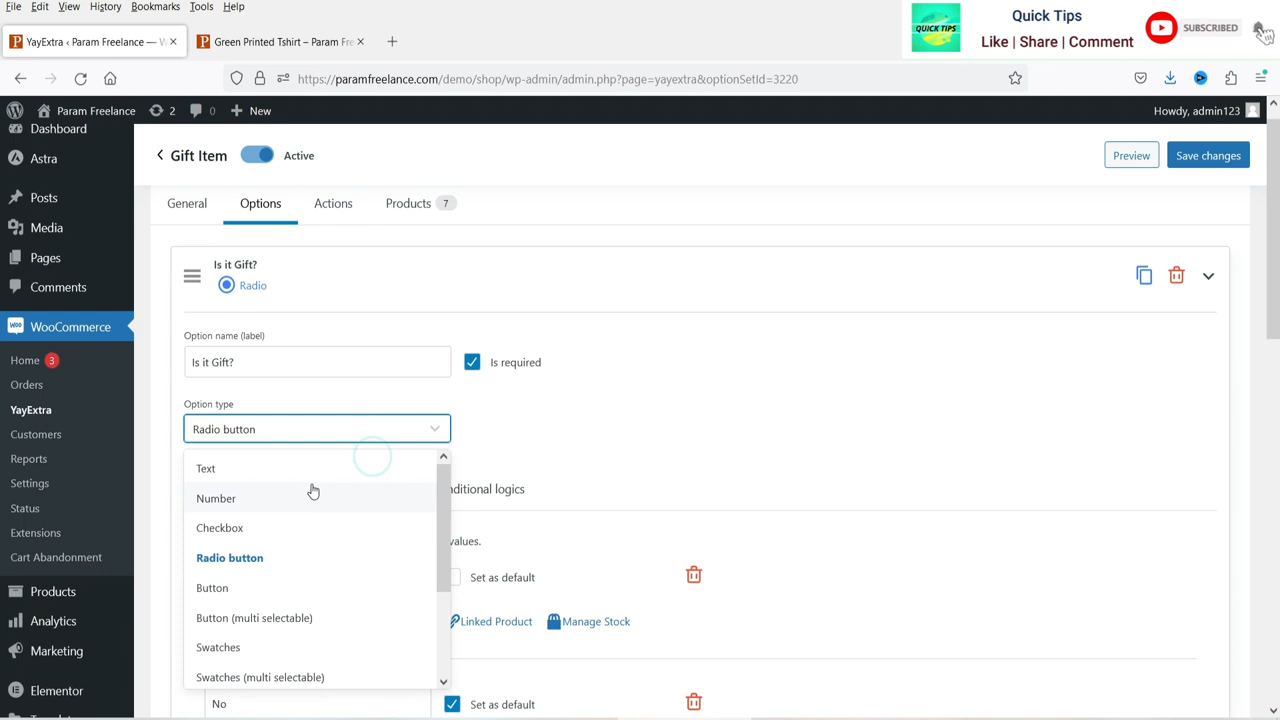 File Edit View History Bookmarks Tools Help
YayExtra ‹ Param Freelance — W
Green Printed Tshirt – Param Fre
QUICK TIPS
Quick Tips
Like | Share | Comment
SUBSCRIBED
https://paramfreelance.com/demo/shop/wp-admin/admin.php?page=yayextra&optionSetId=3220
Param Freelance 2 0 New
Howdy, admin123
Dashboard
Astra
Posts
Media
Pages
Comments
WooCommerce
Home 3
Orders
YayExtra
Customers
Reports
Settings
Status
Extensions
Cart Abandonment
Products
Analytics
Marketing
Elementor
Gift Item Active
Preview Save changes
General Options Actions Products 7
Is it Gift?
Radio
Option name (label)
Is it Gift? Is required
Option type
Radio button
Text
Number
Checkbox
Radio button
Button
Button (multi selectable)
Swatches
Swatches (multi selectable)
nditional logics
values.
Set as default
Linked Product Manage Stock
No Set as default